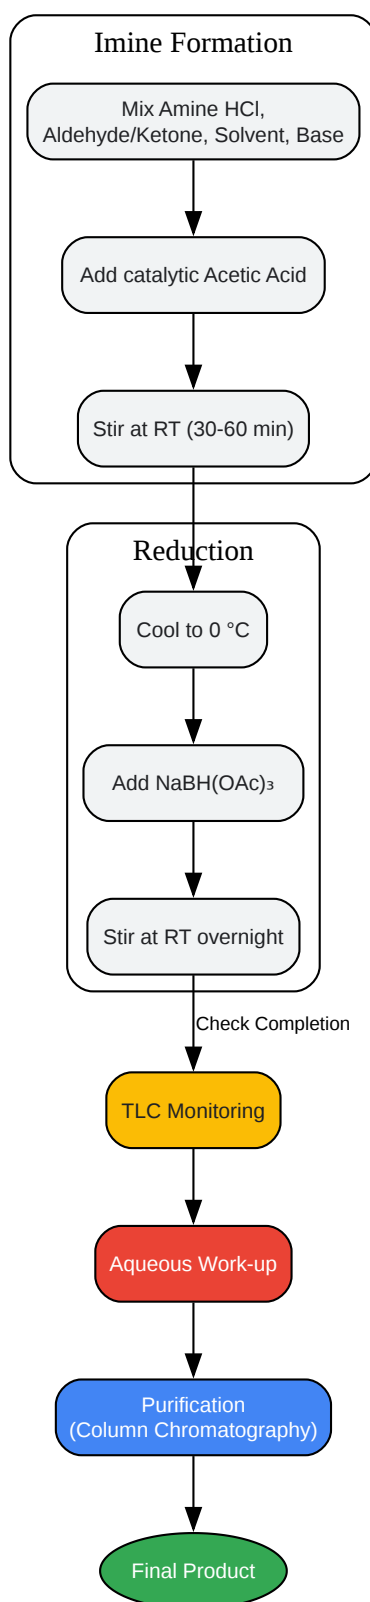 Imine Formation
Mix Amine HCl,
Aldehyde/Ketone, Solvent, Base
Add catalytic Acetic Acid
Stir at RT (30-60 min)
Reduction
Cool to 0 °C
Add NaBH(OAc)₃
Stir at RT overnight
Check Completion
TLC Monitoring
Aqueous Work-up
Purification
(Column Chromatography)
Final Product